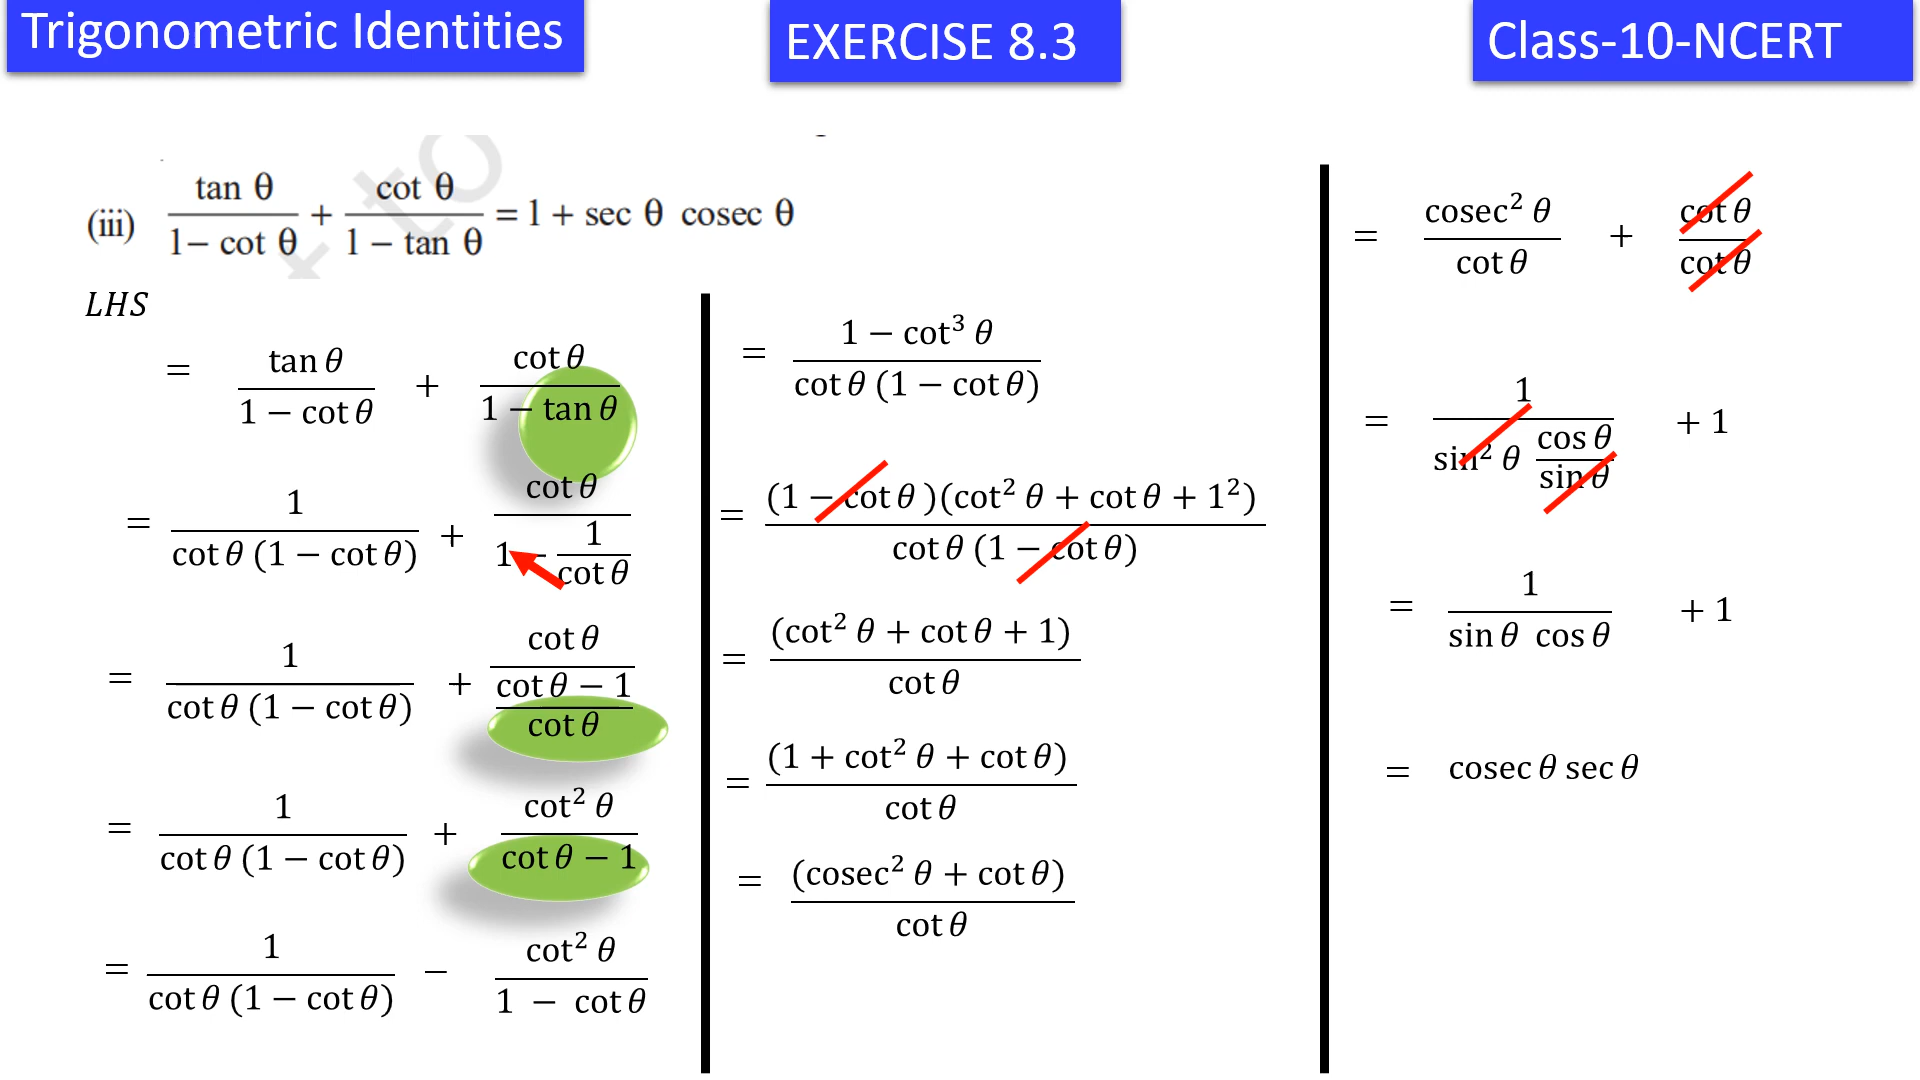 Trigonometric Identities
EXERCISE 8.3
Class-10-NCERT
to
(iii) tan θ / 1− cot θ + cot θ / 1 − tan θ = 1 + sec θ cosec θ
LHS
= tan θ / 1 − cot θ + cot θ / 1 − tan θ
= 1 / cot θ (1 − cot θ) + cot θ / 1 − 1 / cot θ
= 1 / cot θ (1 − cot θ) + cot θ / cot θ − 1 / cot θ
= 1 / cot θ (1 − cot θ) + cot² θ / cot θ − 1
= 1 / cot θ (1 − cot θ) − cot² θ / 1 − cot θ
= 1 − cot³ θ / cot θ (1 − cot θ)
= (1 − cot θ )(cot² θ + cot θ + 1²) / cot θ (1 − cot θ)
= (cot² θ + cot θ + 1) / cot θ
= (1 + cot² θ + cot θ) / cot θ
= (cosec² θ + cot θ) / cot θ
= cosec² θ / cot θ + cot θ / cot θ
= 1 / sin² θ cos θ / sin θ + 1
= 1 / sin θ cos θ + 1
= cosec θ sec θ